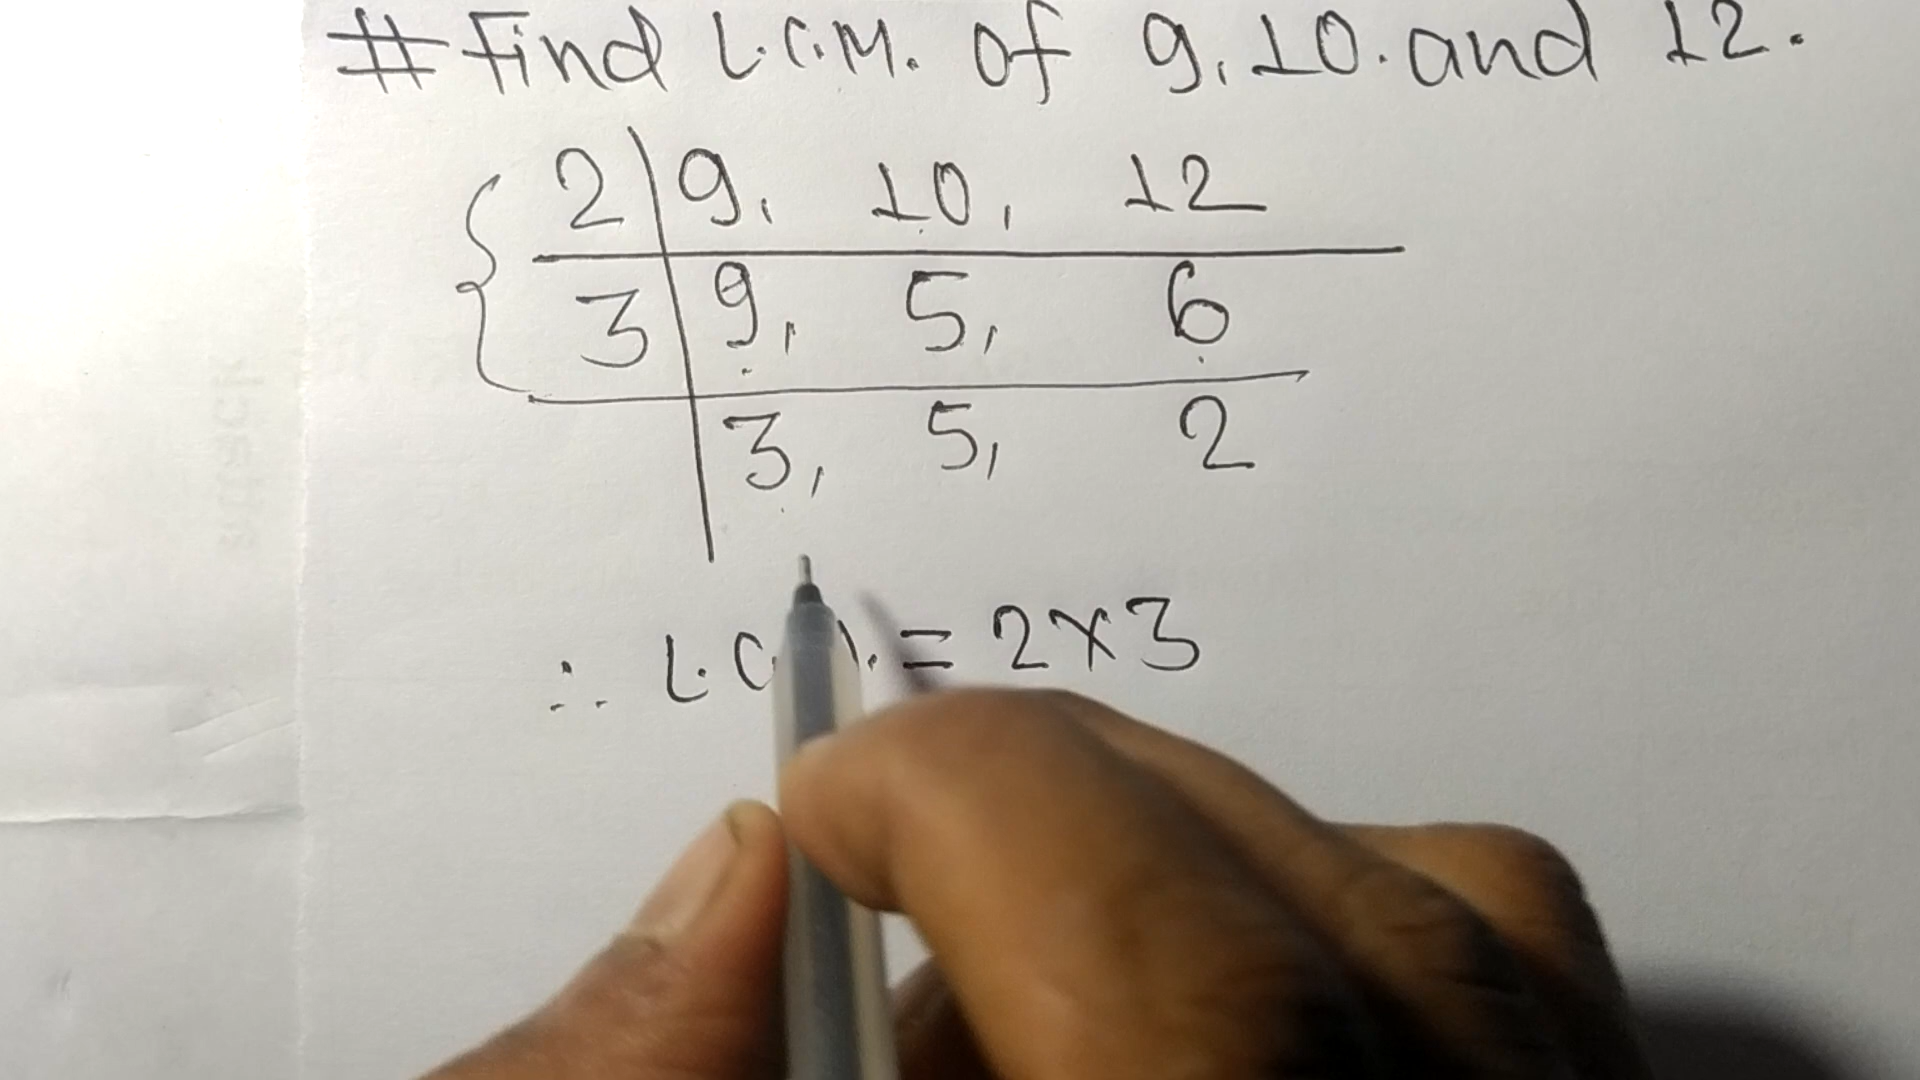 # Find L.C.M. of 9, 10. and 12.
2 | 9, 10, 12
3 | 9, 5, 6
3, 5, 2
∴ L.C.M. = 2×3